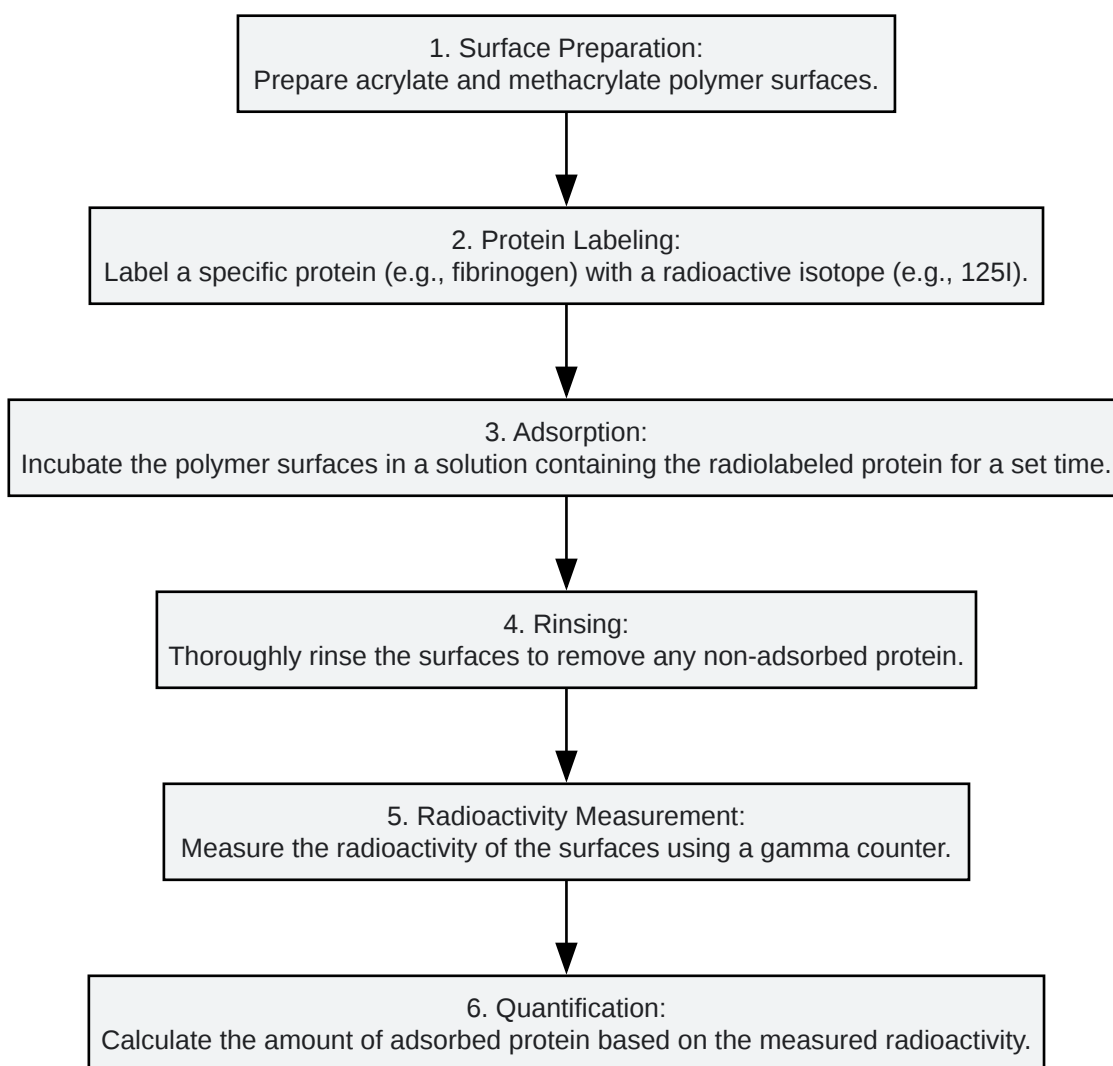 1. Surface Preparation:
Prepare acrylate and methacrylate polymer surfaces.
2. Protein Labeling:
Label a specific protein (e.g., fibrinogen) with a radioactive isotope (e.g., 125I).
3. Adsorption:
Incubate the polymer surfaces in a solution containing the radiolabeled protein for a set time.
4. Rinsing:
Thoroughly rinse the surfaces to remove any non-adsorbed protein.
5. Radioactivity Measurement:
Measure the radioactivity of the surfaces using a gamma counter.
6. Quantification:
Calculate the amount of adsorbed protein based on the measured radioactivity.